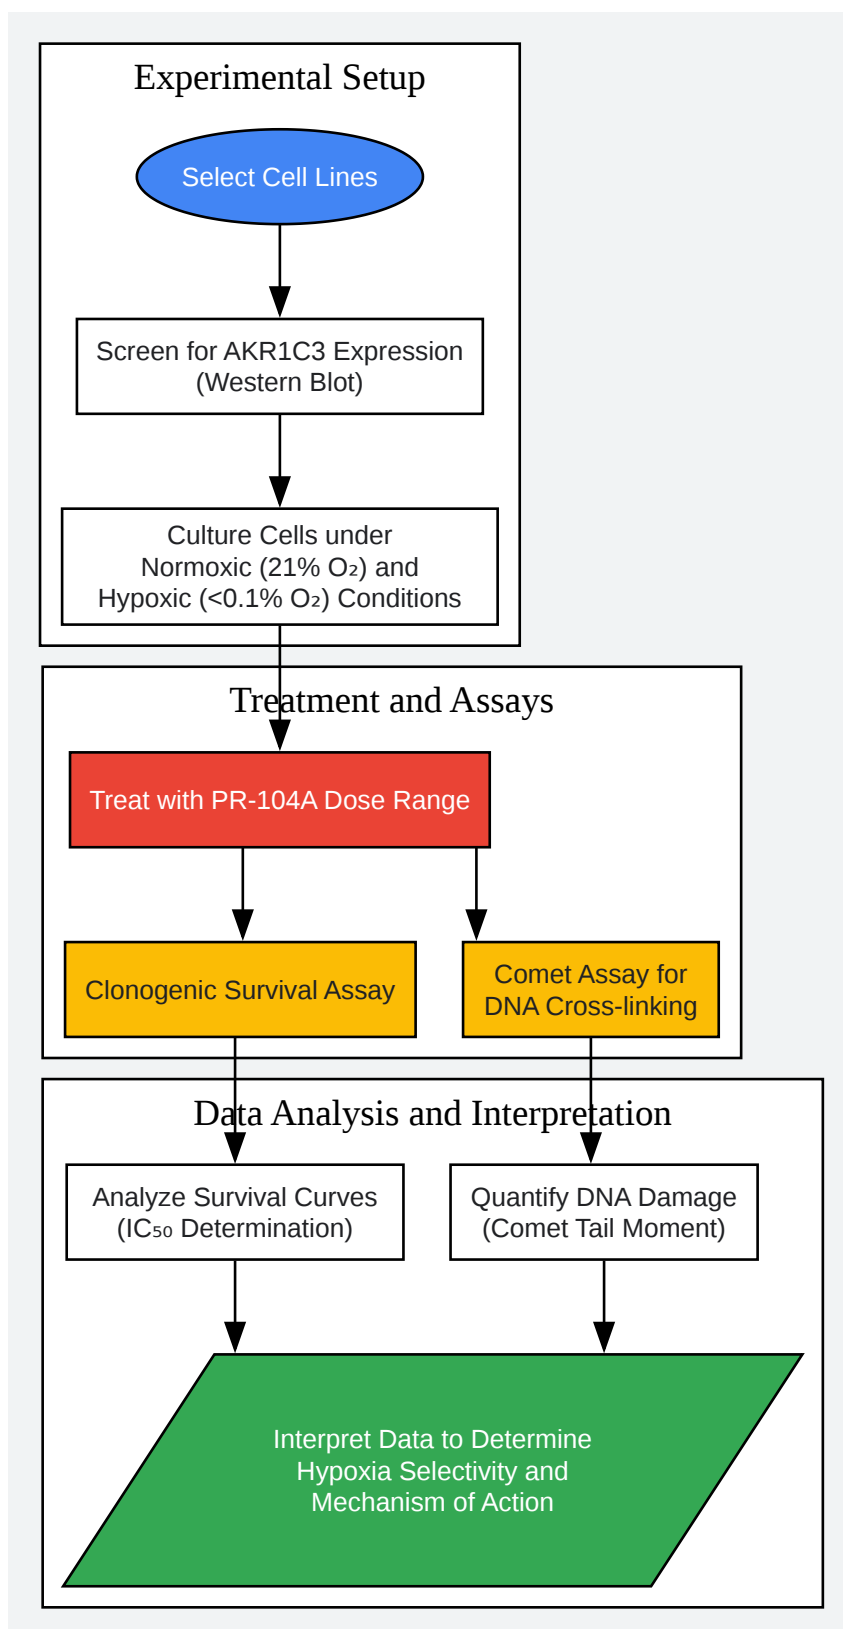 Experimental Setup
Select Cell Lines
Screen for AKR1C3 Expression
(Western Blot)
Culture Cells under
Normoxic (21% O₂) and
Hypoxic (<0.1% O₂) Conditions
Treatment and Assays
Treat with PR-104A Dose Range
Clonogenic Survival Assay
Comet Assay for
DNA Cross-linking
Data Analysis and Interpretation
Analyze Survival Curves
(IC₅₀ Determination)
Quantify DNA Damage
(Comet Tail Moment)
Interpret Data to Determine
Hypoxia Selectivity and
Mechanism of Action